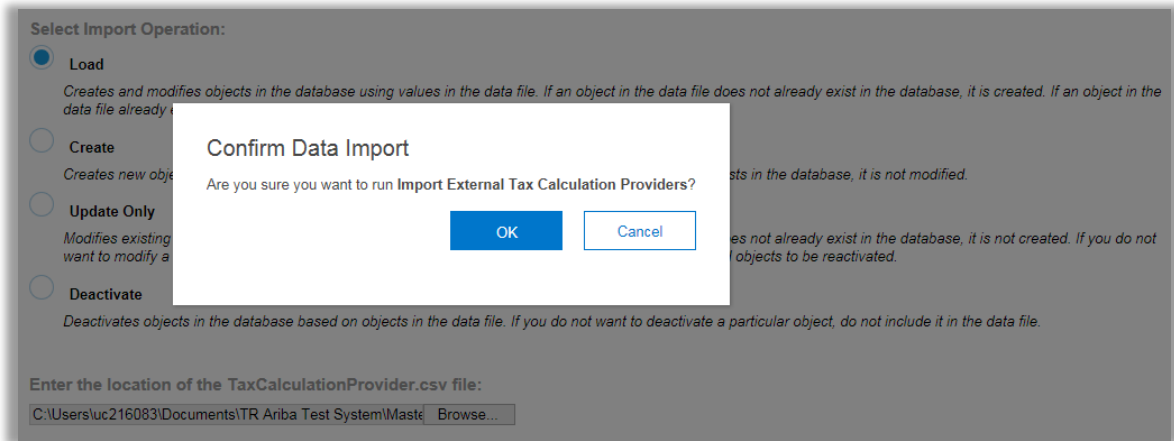 Select Import Operation:
Load
Creates and modifies objects in the database using values in the data file. If an object in the data file does not already exist in the database, it is created. If an object in the
data file already
Confirm Data Import
Create
Are you sure you want to run Import External Tax Calculation Providers?
Creates new sts in the database, it is not modified.
Update Only
OK Cancel
Modifies existing es not already exist in the database, it is not created. If you do not
want to modify a objects to be reactivated.
Deactivate
Deactivates objects in the database based on objects in the data file. If you do not want to deactivate a particular object, do not include it in the data file.
Enter the location of the TaxCalculationProvider.csv file:
C:\Users\uc216083\Documents\TR Ariba Test System\Maste Browse...